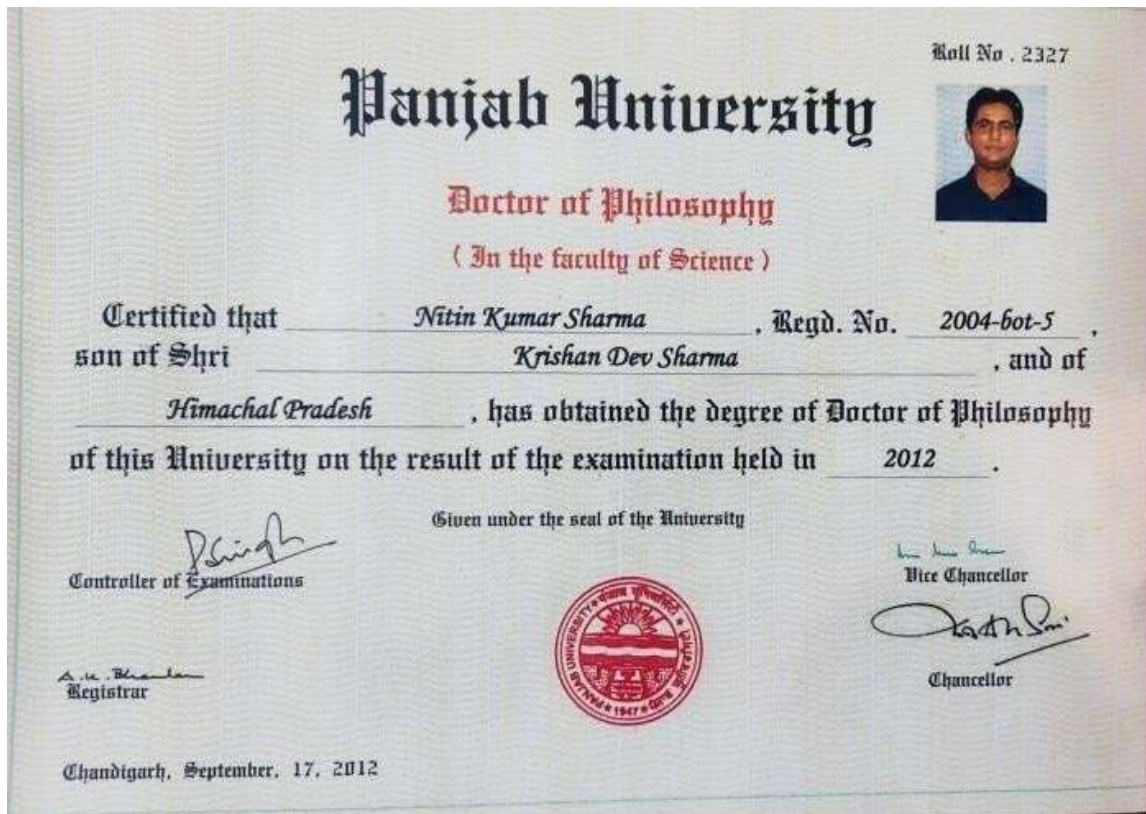 Roll No . 2327
Panjab University
Doctor of Philosophy
( In the faculty of Science )
Certified that Nitin Kumar Sharma , Regd. No. 2004-bot-5 ,
son of Shri Krishan Dev Sharma , and of
Himachal Pradesh , has obtained the degree of Doctor of Philosophy
of this University on the result of the examination held in 2012 .
Given under the seal of the University
Controller of Examinations
Vice Chancellor
PANJAB UNIVERSITY
1947
Registrar
Chancellor
Chandigarh, September, 17, 2012